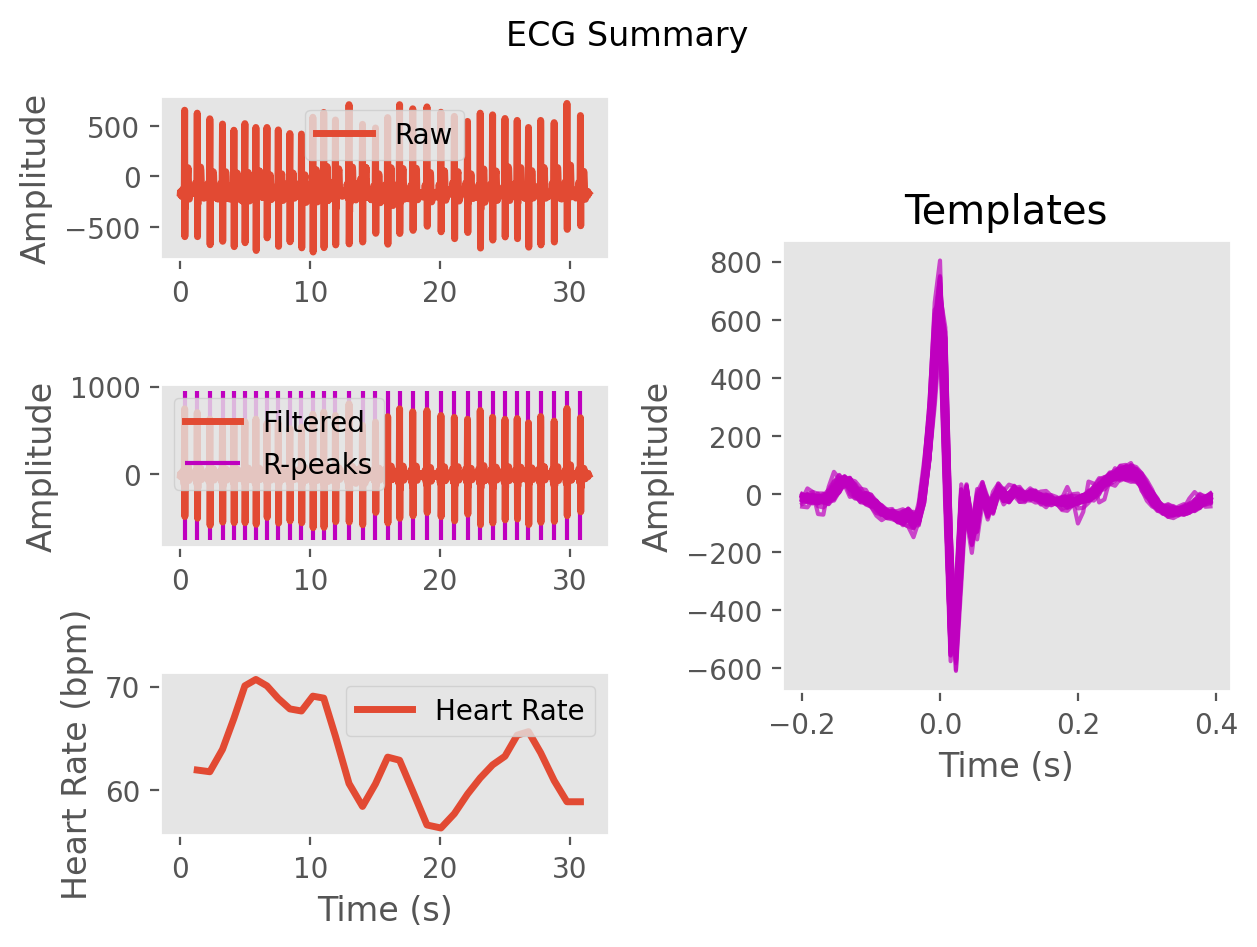 ECG Summary
Amplitude
500
0
−500
Raw
0 10 20 30
Amplitude
1000
0
Filtered
R-peaks
0 10 20 30
Heart Rate (bpm)
70
60
Heart Rate
0 10 20 30
Time (s)
Templates
Amplitude
800
600
400
200
0
−200
−400
−600
−0.2 0.0 0.2 0.4
Time (s)